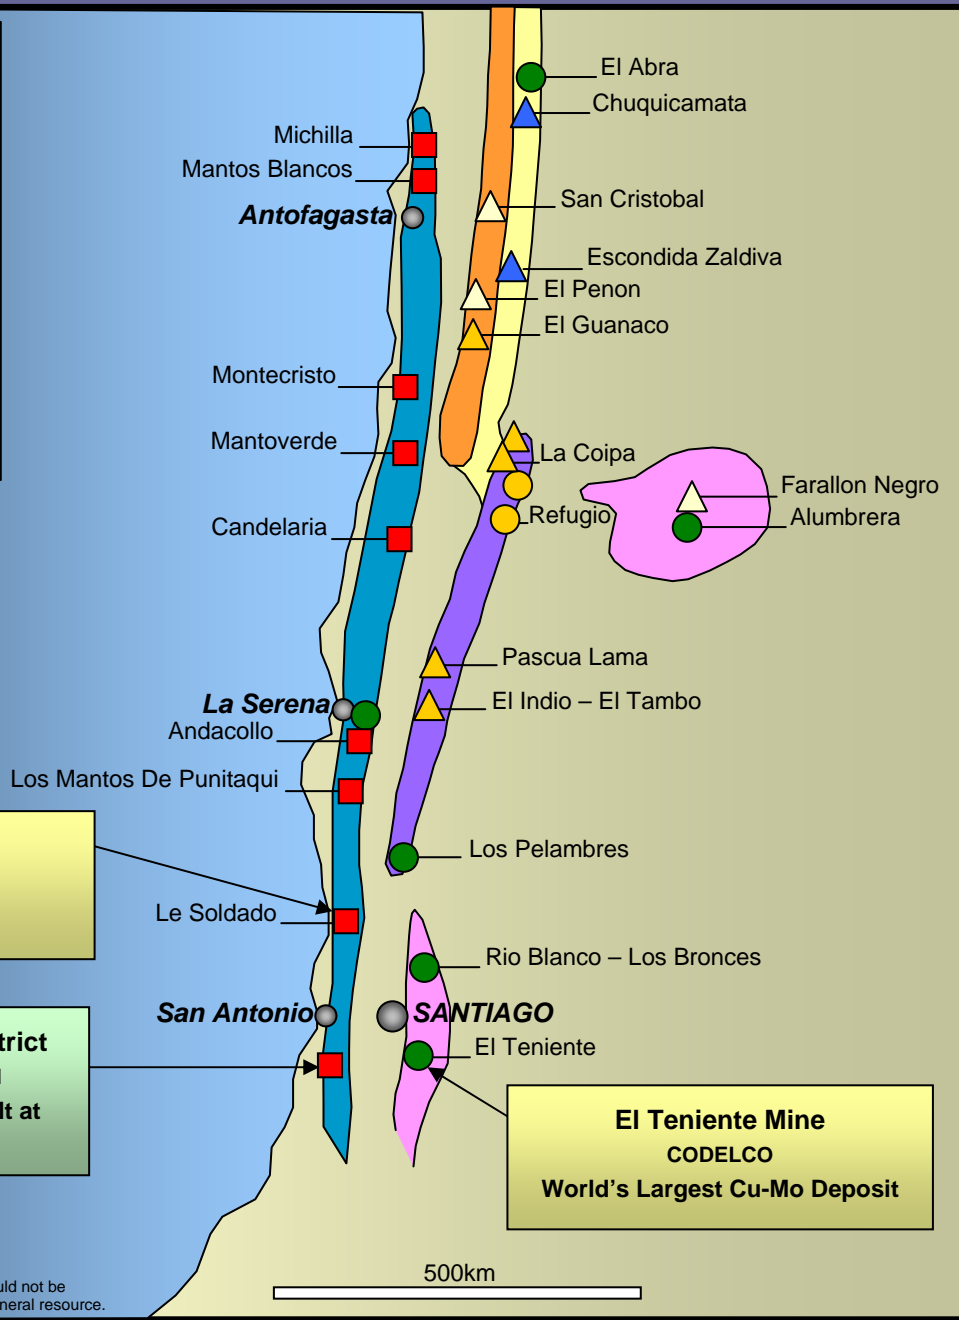 El Abra
Chuquicamata
Michilla
Mantos Blancos
Antofagasta
San Cristobal
Escondida Zaldiva
El Penon
El Guanaco
Montecristo
Mantoverde
La Coipa
Farallon Negro
Refugio
Alumbrera
Candelaria
Pascua Lama
La Serena
El Indio – El Tambo
Andacollo
Los Mantos De Punitaqui
Los Pelambres
Le Soldado
Rio Blanco – Los Bronces
San Antonio
SANTIAGO
El Teniente
trict
lt at
El Teniente Mine
CODELCO
World's Largest Cu-Mo Deposit
500km
uld not be
neral resource.